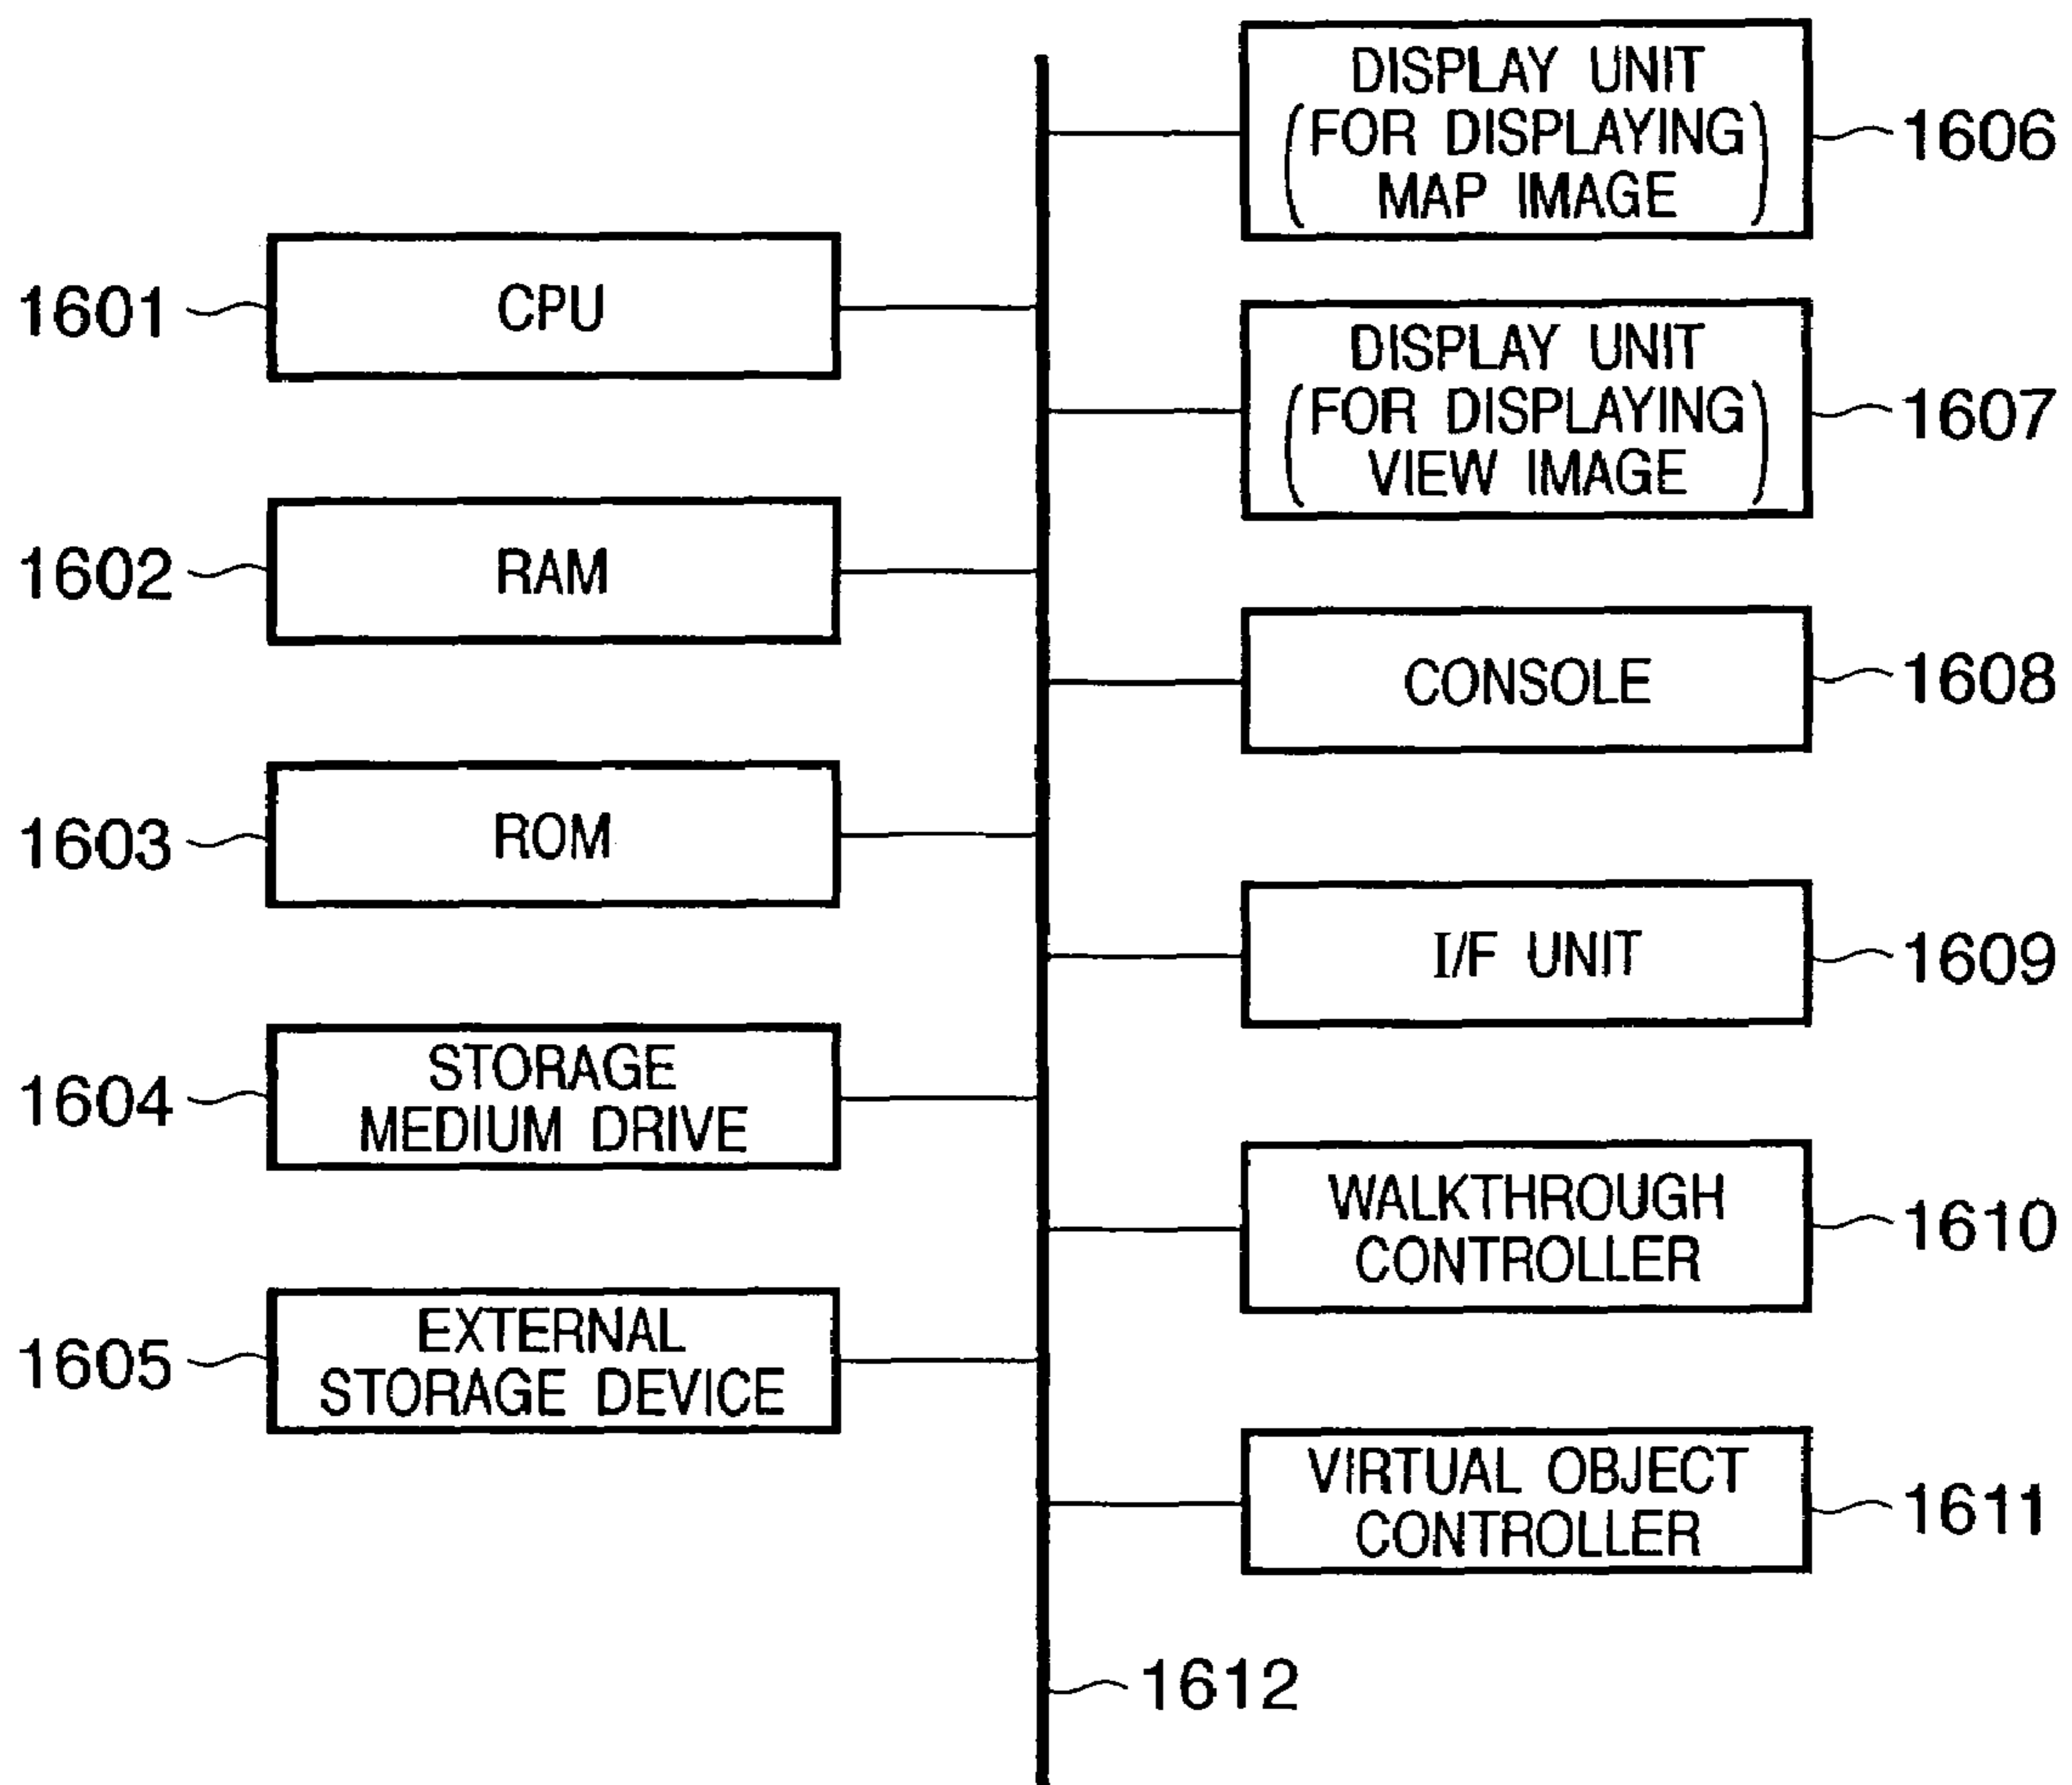 1601
CPU
1602
RAM
1603
ROM
1604
STORAGE
MEDIUM DRIVE
1605
EXTERNAL
STORAGE DEVICE
DISPLAY UNIT
(FOR DISPLAYING
MAP IMAGE)
1606
DISPLAY UNIT
(FOR DISPLAYING
VIEW IMAGE)
1607
CONSOLE
1608
I/F UNIT
1609
WALKTHROUGH
CONTROLLER
1610
VIRTUAL OBJECT
CONTROLLER
1611
1612